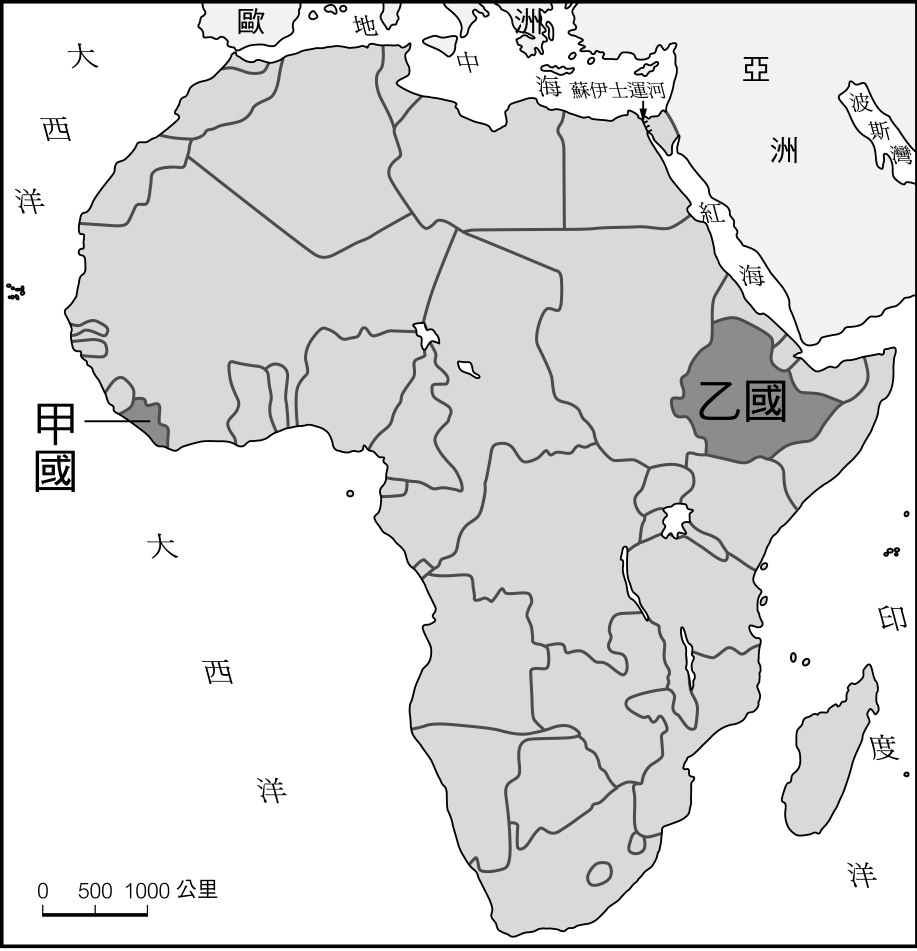 歐
洲
地
中
海
蘇伊士運河
亞
洲
波
斯
灣
大
西
洋
紅
海
乙國
甲
國
大
西
洋
印
度
洋
0 500 1000 公里